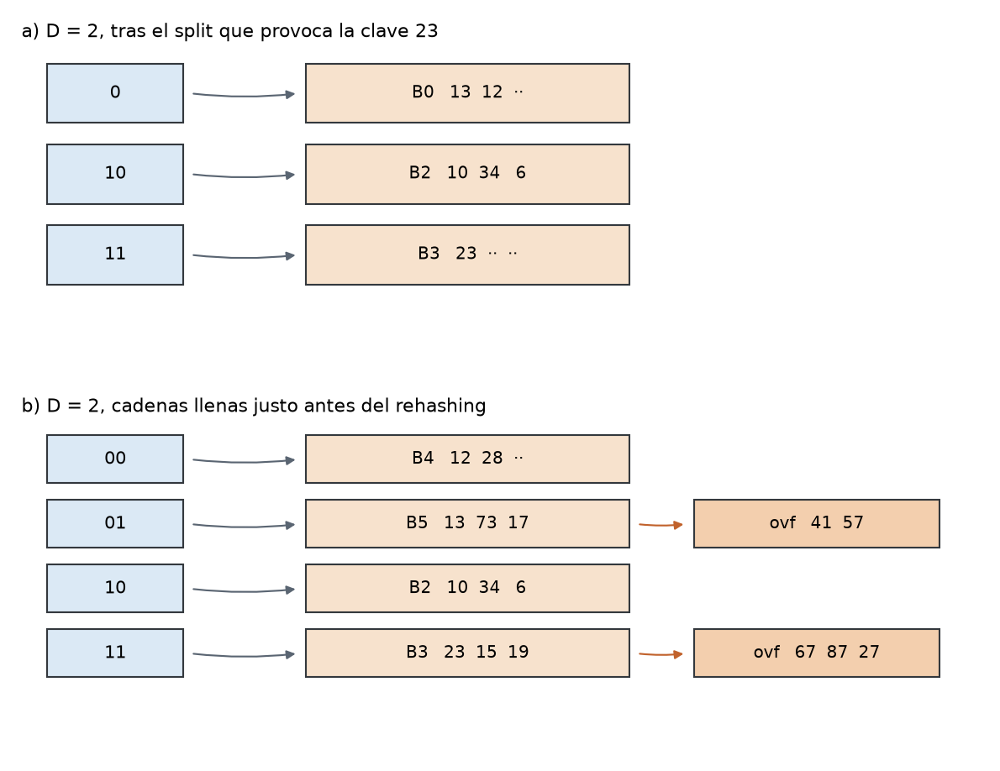 a) D = 2, tras el split que provoca la clave 23
0 B0 13 12 ··
10 B2 10 34 6
11 B3 23 ·· ··
b) D = 2, cadenas llenas justo antes del rehashing
00 B4 12 28 ··
01 B5 13 73 17 ovf 41 57
10 B2 10 34 6
11 B3 23 15 19 ovf 67 87 27